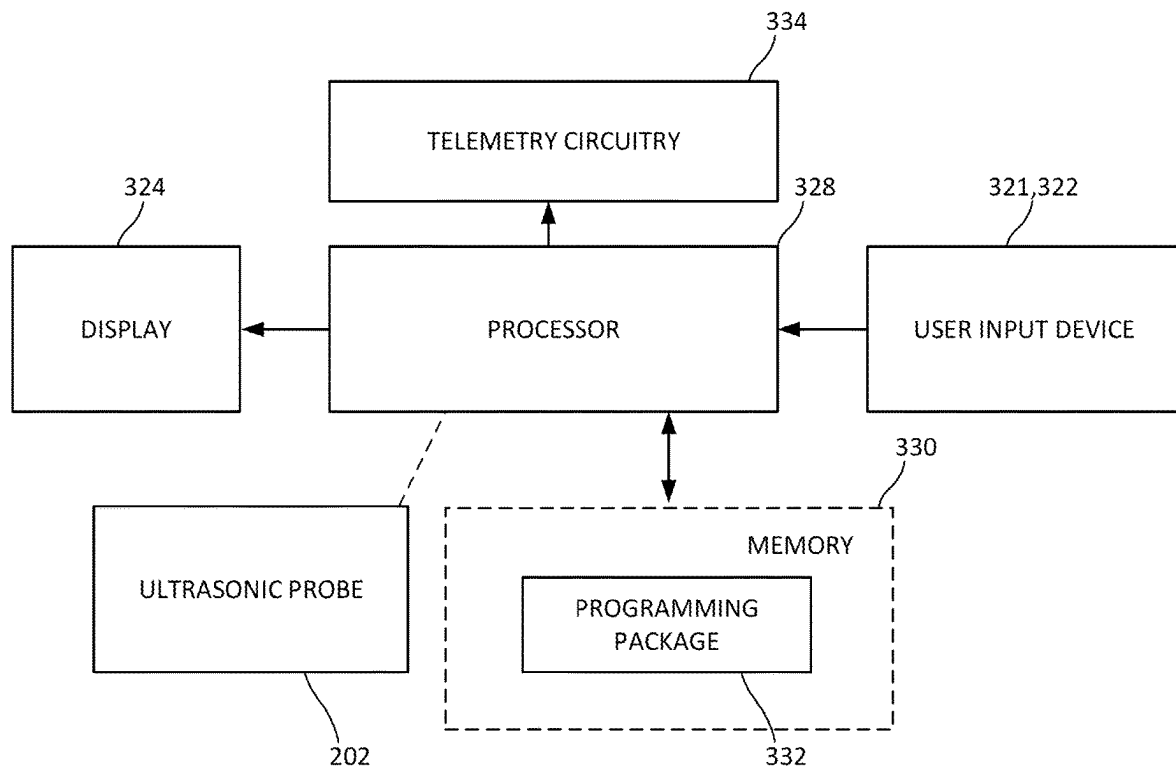 334
TELEMETRY CIRCUITRY
324
328
321,322
DISPLAY
PROCESSOR
USER INPUT DEVICE
330
MEMORY
ULTRASONIC PROBE
PROGRAMMING
PACKAGE
202
332